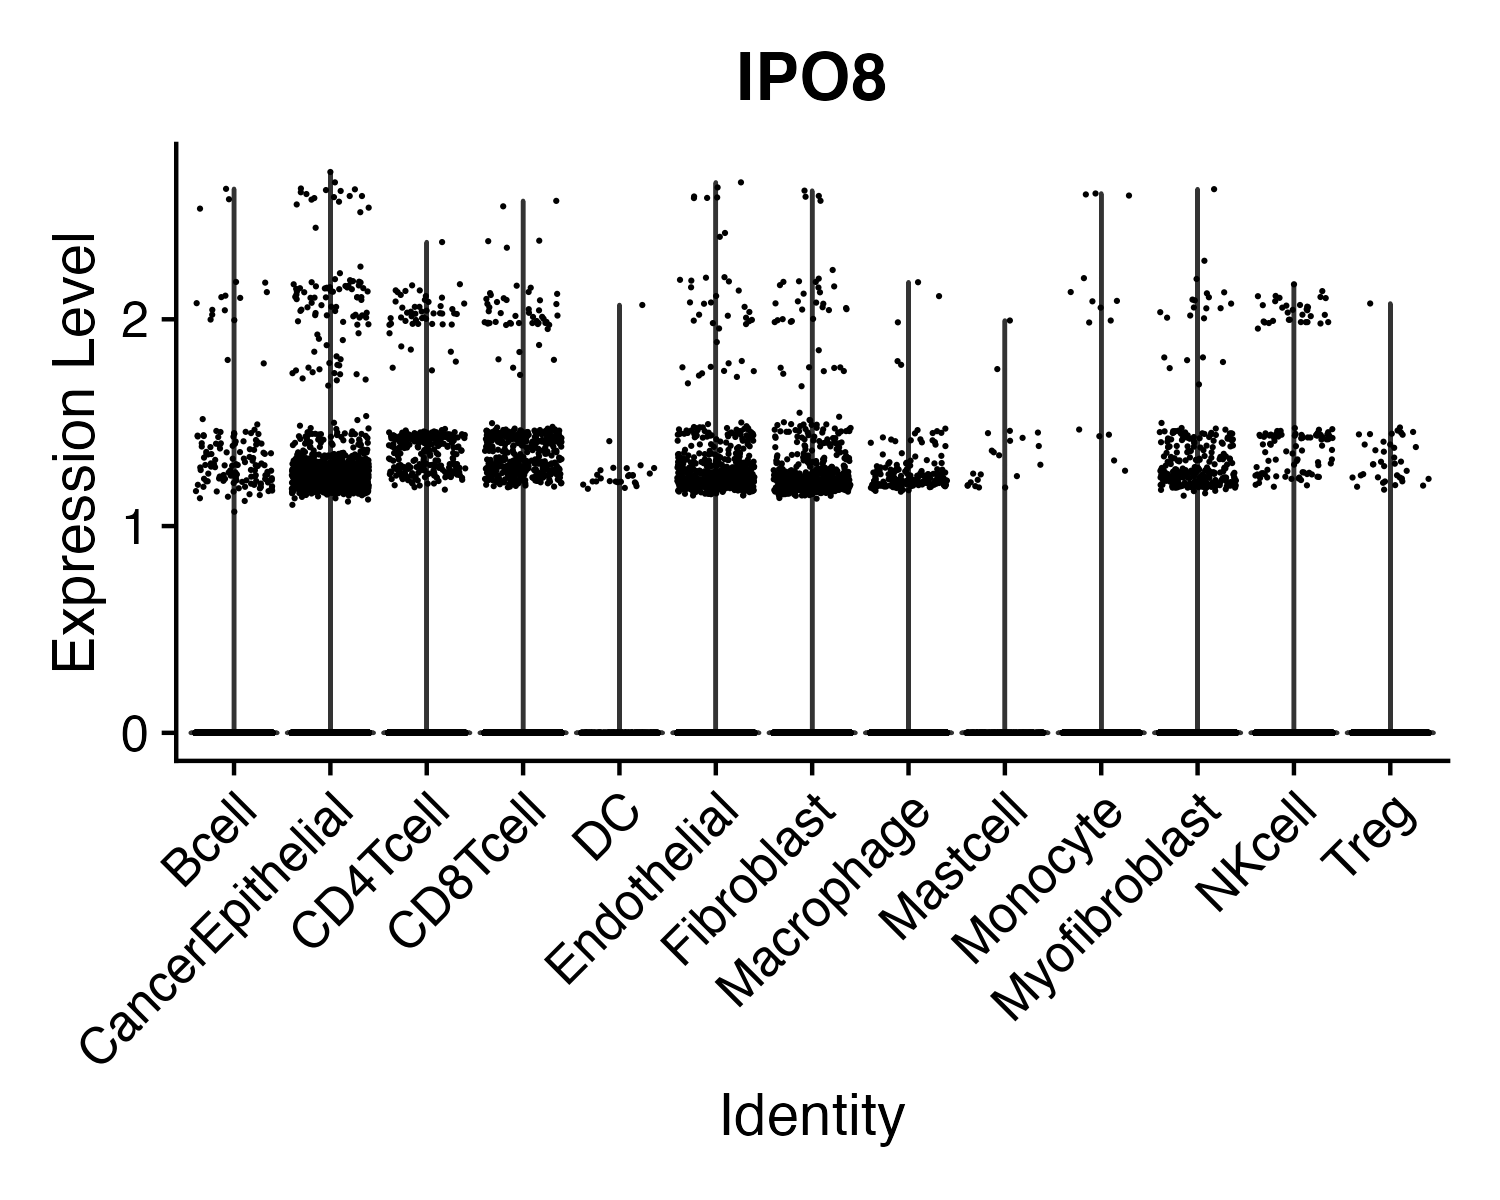 IPO8
Expression Level
2
1
0
Bcell
CancerEpithelial
CD4Tcell
CD8Tcell
DC
Endothelial
Fibroblast
Macrophage
Mastcell
Monocyte
Myofibroblast
NKcell
Treg
Identity